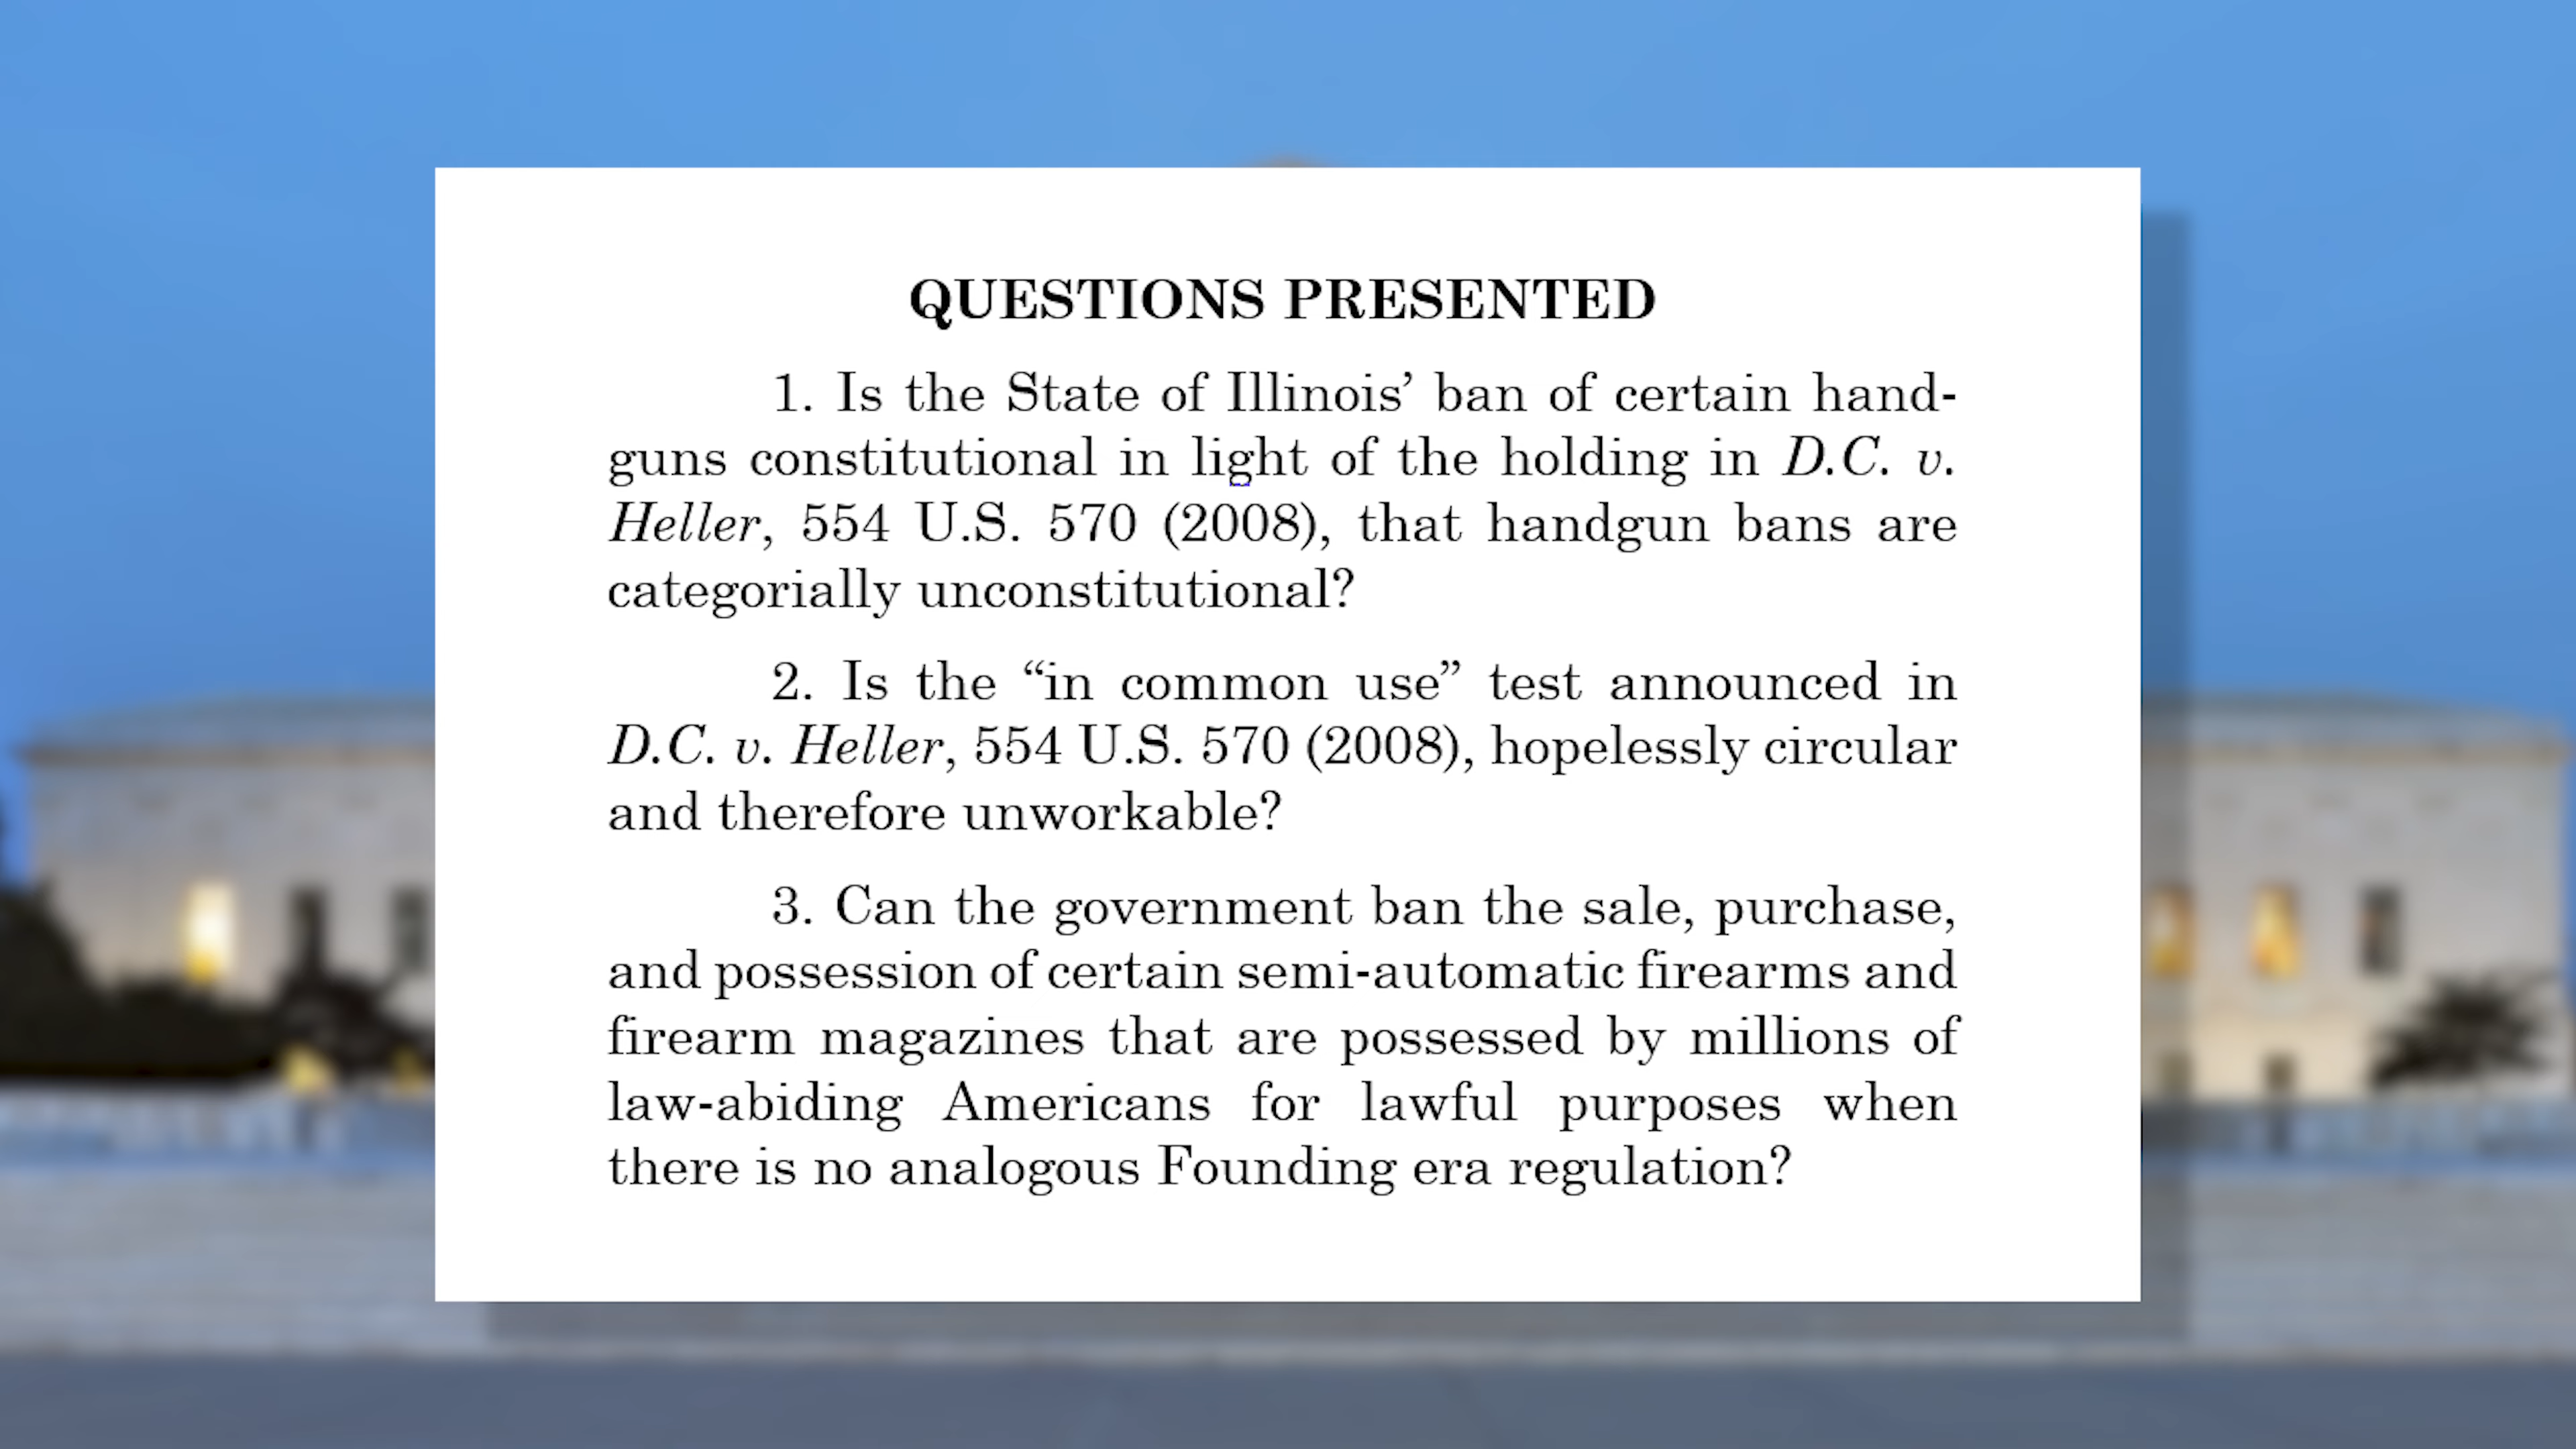 QUESTIONS PRESENTED
1. Is the State of Illinois’ ban of certain hand-
guns constitutional in light of the holding in D.C. v.
Heller, 554 U.S. 570 (2008), that handgun bans are
categorially unconstitutional?
2. Is the “in common use” test announced in
D.C. v. Heller, 554 U.S. 570 (2008), hopelessly circular
and therefore unworkable?
3. Can the government ban the sale, purchase,
and possession of certain semi-automatic firearms and
firearm magazines that are possessed by millions of
law-abiding Americans for lawful purposes when
there is no analogous Founding era regulation?